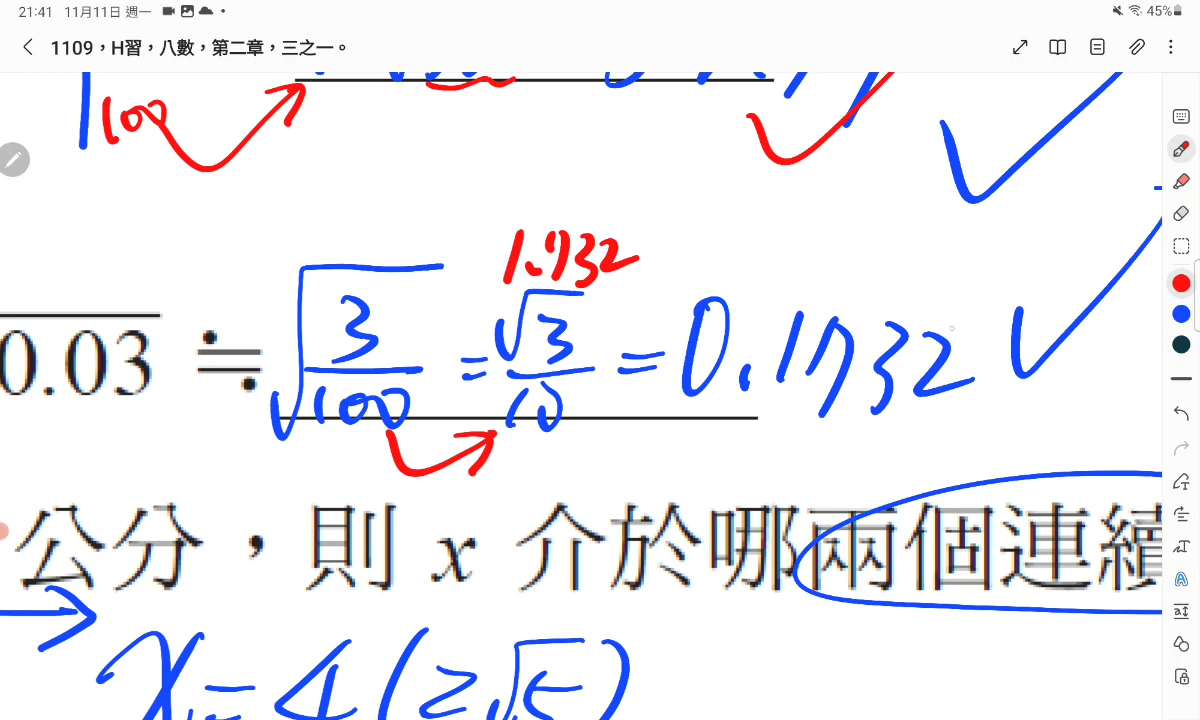 21:41 11月11日 週一 45%
1109，H習，八數，第二章，三之一。
100
1.732
0.03 ≒ √(3/100) = √3/10 = 0.1732
公分，則 x 介於哪兩個連續
x = 4 (2√5)